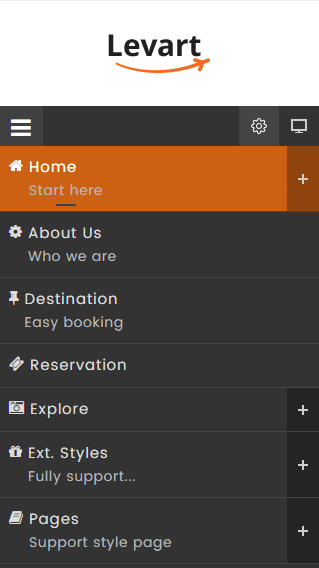 Levart
Home
Start here
About Us
Who we are
Destination
Easy booking
Reservation
Explore
Ext. Styles
Fully support...
Pages
Support style page